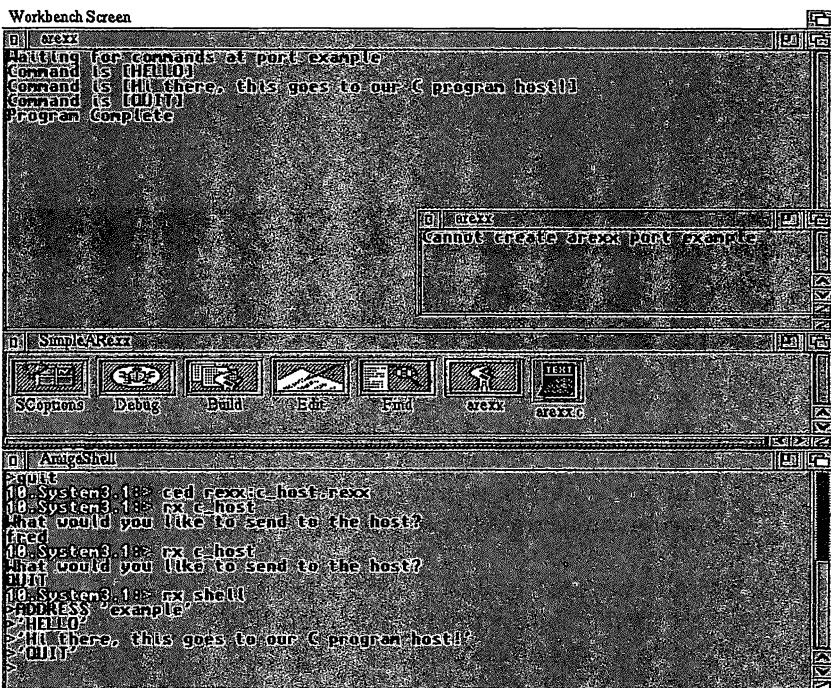 Workbench Screen
arexx
Waiting for commands at port example
Command is [HELLO]
Command is [Hi there, this goes to our C program host!]
Command is [QUIT]
Program Complete
arexx
Cannot create arexx port example.
SimpleARexx
SCoptions Debug Build Edit Find arexx TEXT arexx.c
AmigaShell
>quit
10.System3.1:> ced rexx:c_host.rexx
10.System3.1:> rx c_host
What would you like to send to the host?
fred
10.System3.1:> rx c_host
What would you like to send to the host?
QUIT
10.System3.1:> rx shell
>ADDRESS 'example'
>'HELLO'
>'Hi there, this goes to our C program host!'
>'QUIT'
>